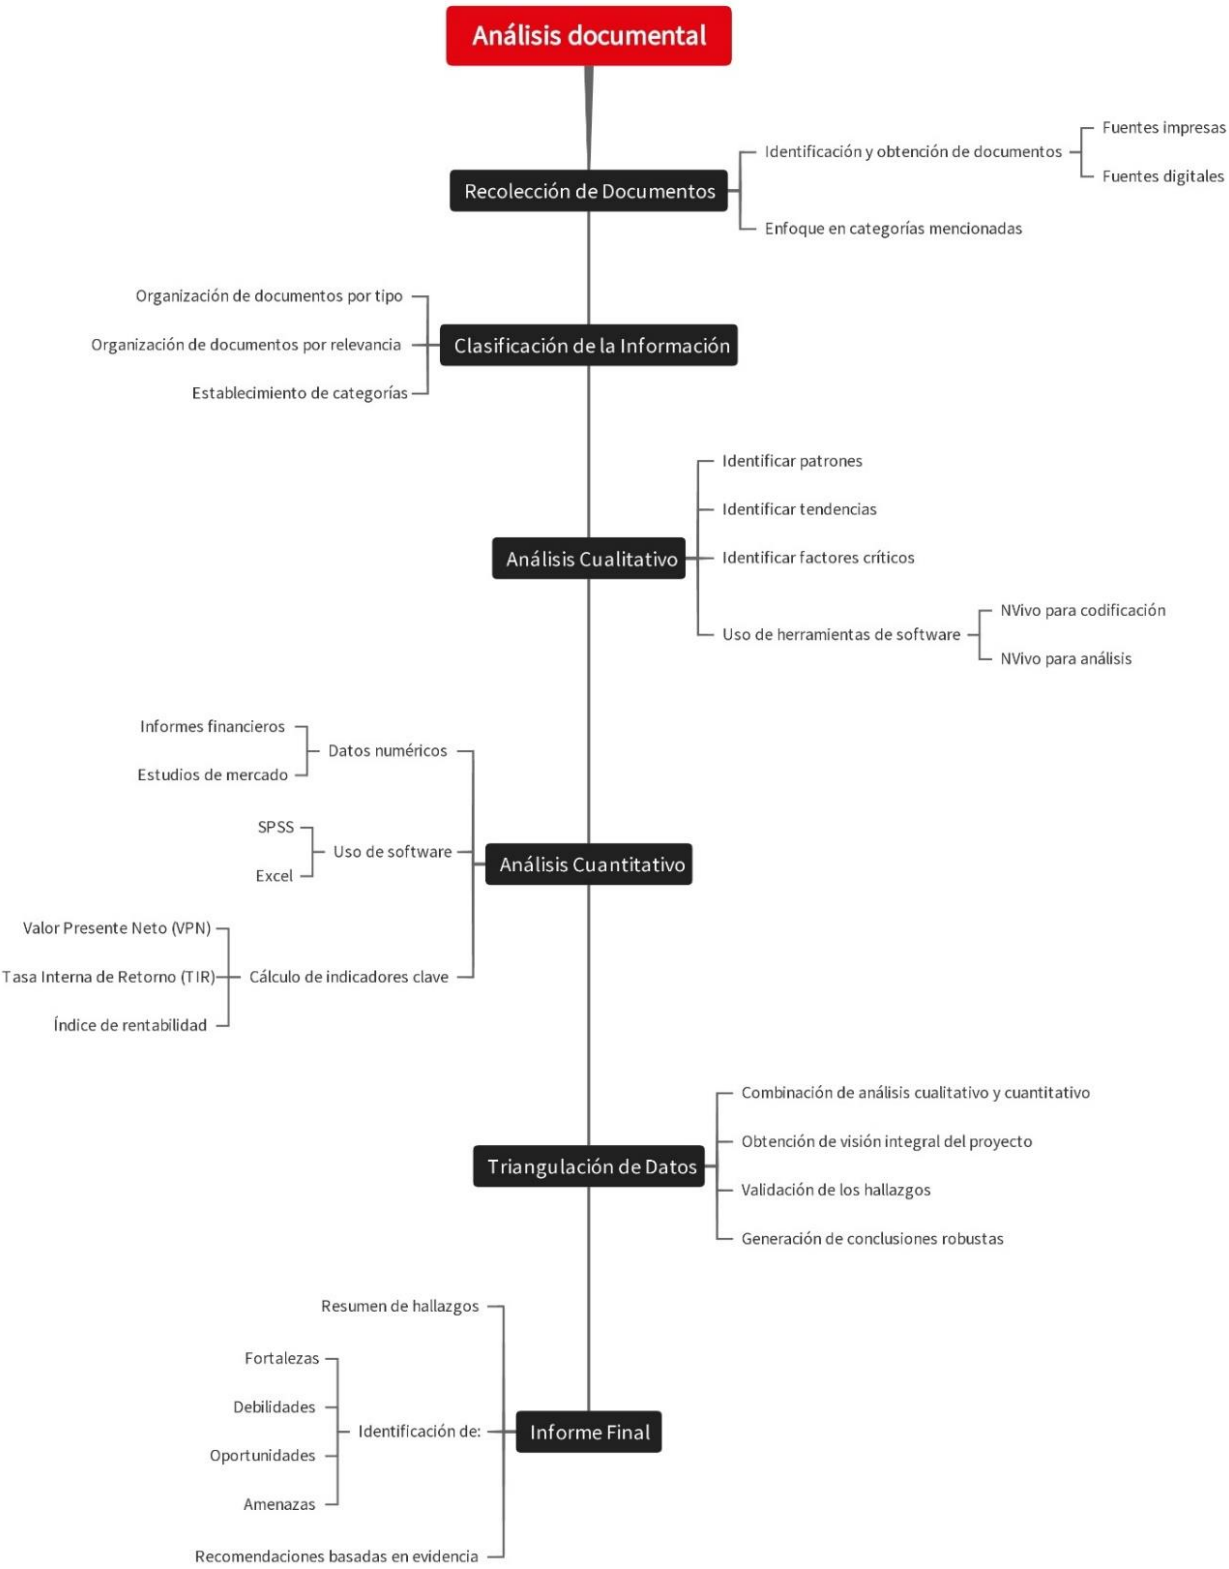 Análisis documental
Recolección de Documentos
Identificación y obtención de documentos
Fuentes impresas
Fuentes digitales
Enfoque en categorías mencionadas
Clasificación de la Información
Organización de documentos por tipo
Organización de documentos por relevancia
Establecimiento de categorías
Análisis Cualitativo
Identificar patrones
Identificar tendencias
Identificar factores críticos
Uso de herramientas de software
NVivo para codificación
NVivo para análisis
Análisis Cuantitativo
Datos numéricos
Informes financieros
Estudios de mercado
Uso de software
SPSS
Excel
Cálculo de indicadores clave
Valor Presente Neto (VPN)
Tasa Interna de Retorno (TIR)
Índice de rentabilidad
Triangulación de Datos
Combinación de análisis cualitativo y cuantitativo
Obtención de visión integral del proyecto
Validación de los hallazgos
Generación de conclusiones robustas
Informe Final
Resumen de hallazgos
Identificación de:
Fortalezas
Debilidades
Oportunidades
Amenazas
Recomendaciones basadas en evidencia